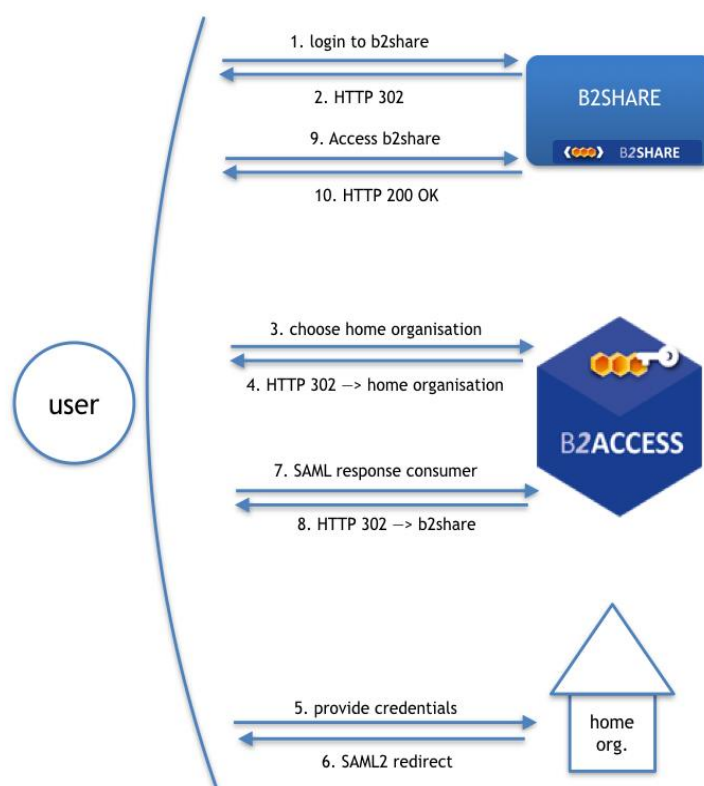 1. login to b2share
2. HTTP 302
B2SHARE
9. Access b2share
B2SHARE
10. HTTP 200 OK
3. choose home organisation
4. HTTP 302 —> home organisation
user
B2ACCESS
7. SAML response consumer
8. HTTP 302 —> b2share
5. provide credentials
home
org.
6. SAML2 redirect